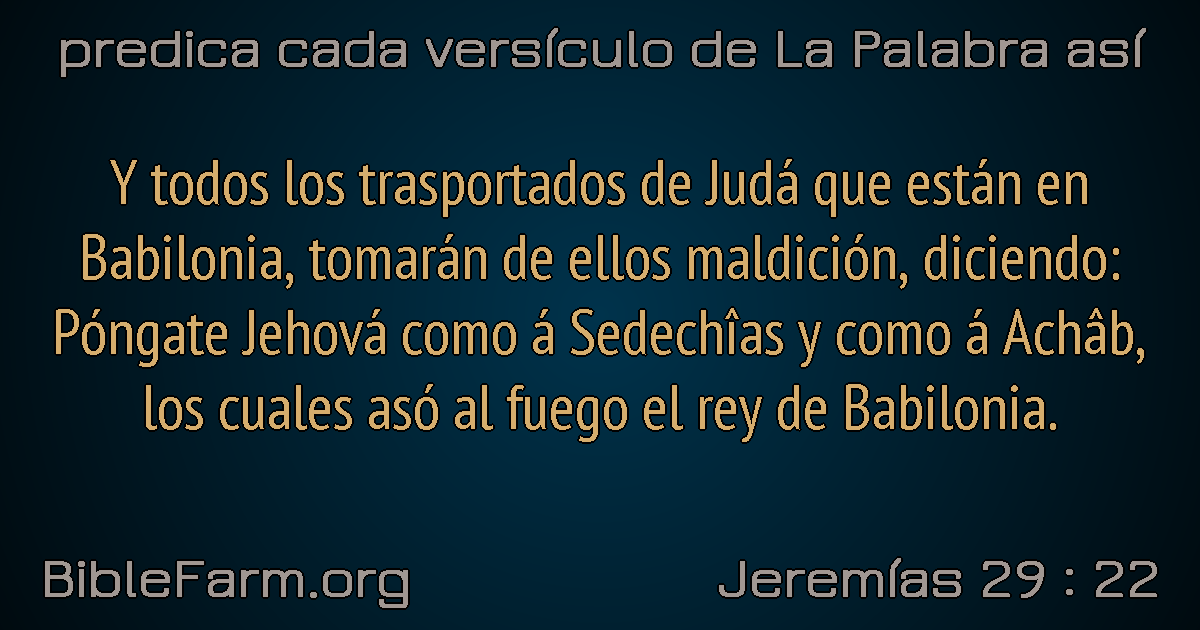 predica cada versículo de La Palabra así
Y todos los trasportados de Judá que están en
Babilonia, tomarán de ellos maldición, diciendo:
Póngate Jehová como á Sedechîas y como á Achâb,
los cuales asó al fuego el rey de Babilonia.
BibleFarm.org
Jeremías 29 : 22